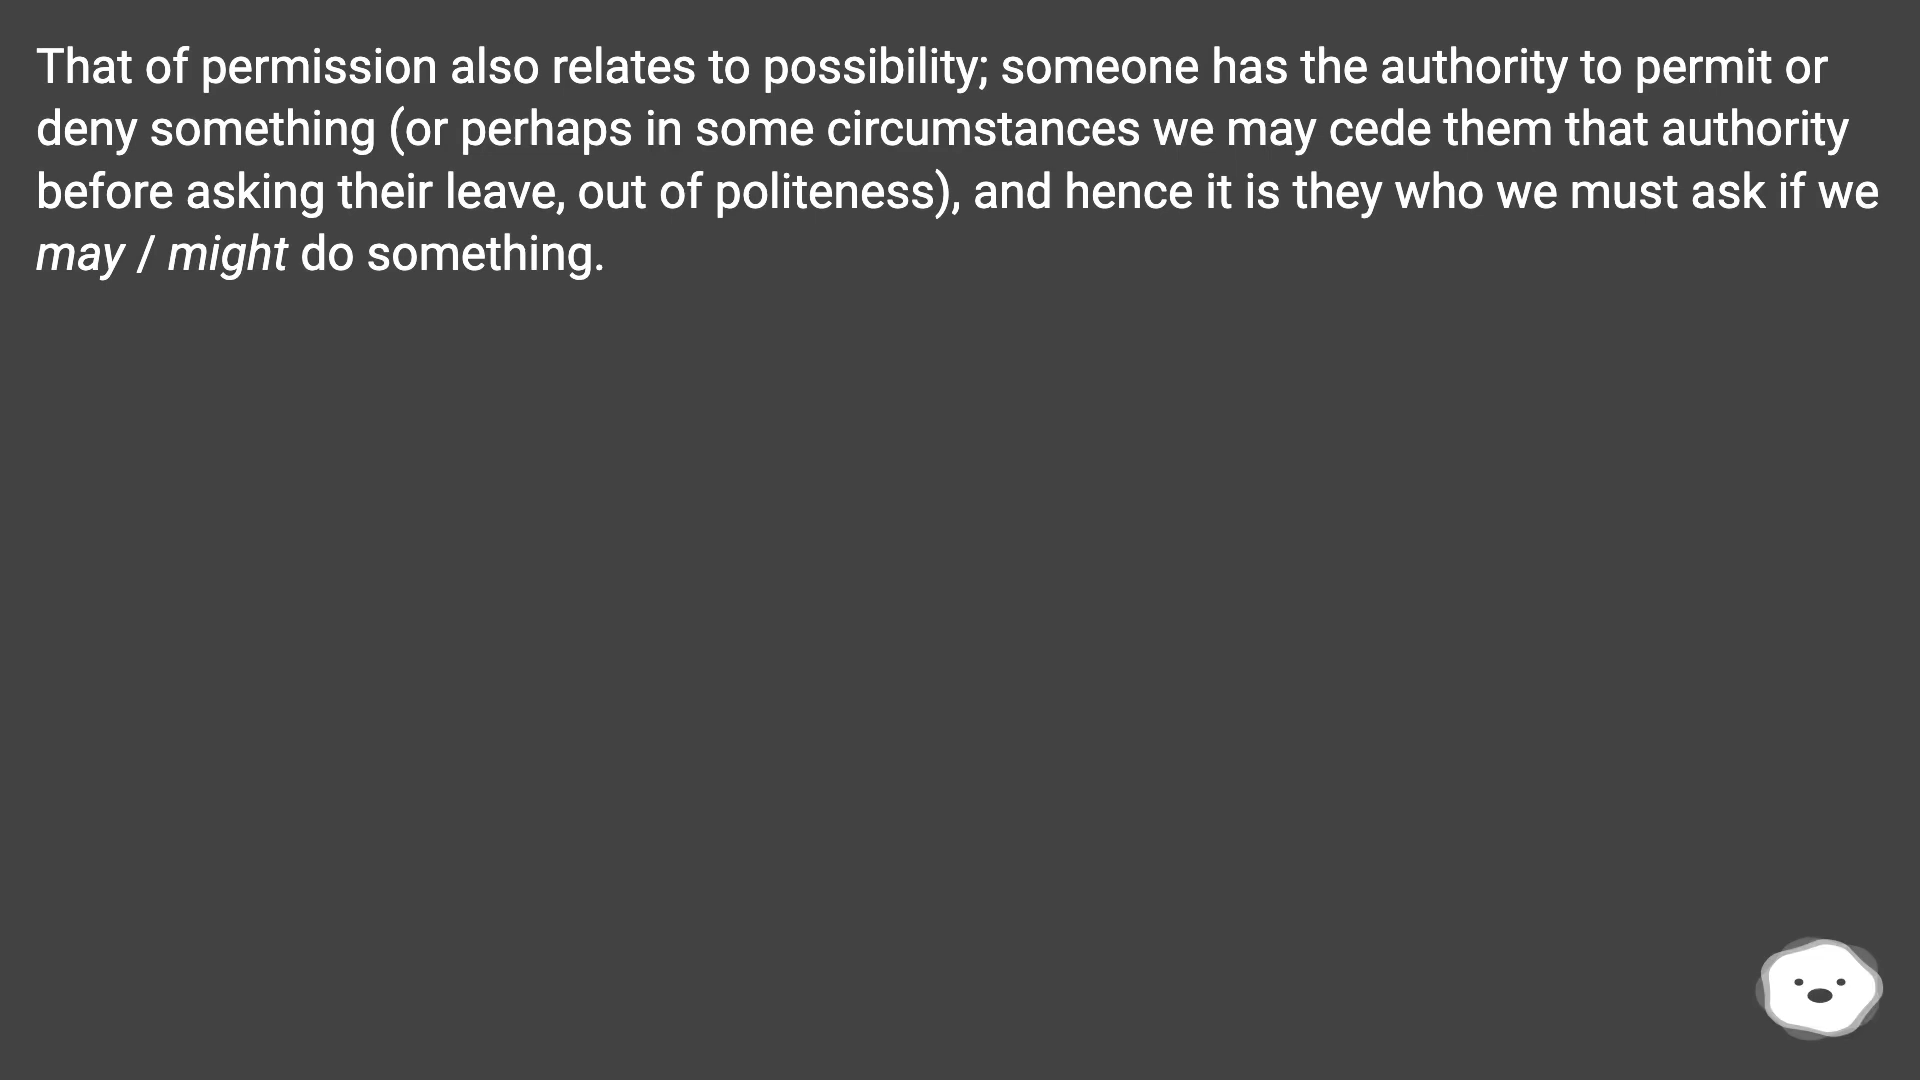 That of permission also relates to possibility; someone has the authority to permit or
deny something (or perhaps in some circumstances we may cede them that authority
before asking their leave, out of politeness), and hence it is they who we must ask if we
may / might do something.